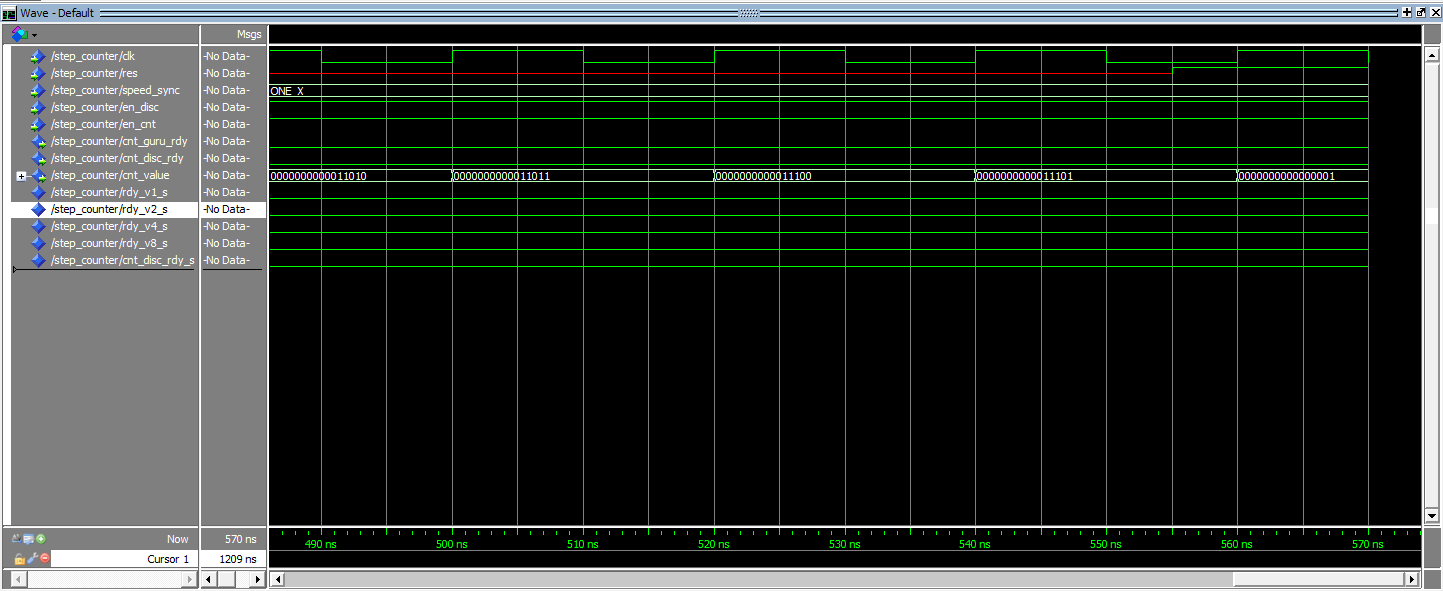 Wave - Default
Msgs
/step_counter/clk -No Data-
/step_counter/res -No Data-
/step_counter/speed_sync -No Data- ONE_X
/step_counter/en_disc -No Data-
/step_counter/en_cnt -No Data-
/step_counter/cnt_guru_rdy -No Data-
/step_counter/cnt_disc_rdy -No Data-
/step_counter/cnt_value -No Data- 0000000000011010 0000000000011011 0000000000011100 0000000000011101 0000000000000001
/step_counter/rdy_v1_s -No Data-
/step_counter/rdy_v2_s -No Data-
/step_counter/rdy_v4_s -No Data-
/step_counter/rdy_v8_s -No Data-
/step_counter/cnt_disc_rdy_s -No Data-
Now 570 ns 490 ns 500 ns 510 ns 520 ns 530 ns 540 ns 550 ns 560 ns 570 ns
Cursor 1 1209 ns